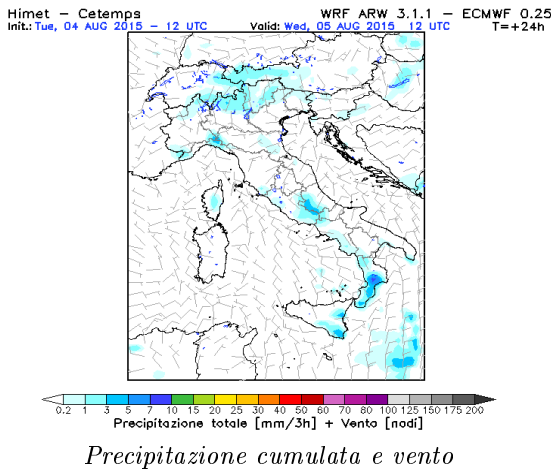 Himet - Cetemps WRF ARW 3.1.1 - ECMWF 0.25
Init.: Tue, 04 AUG 2015 - 12 UTC Valid: Wed, 05 AUG 2015 12 UTC T=+24h
0.2 1 3 5 7 10 15 20 25 30 40 50 60 70 80 100 125 150 175 200
Precipitazione totale [mm/3h] + Vento [nodi]
Precipitazione cumulata e vento